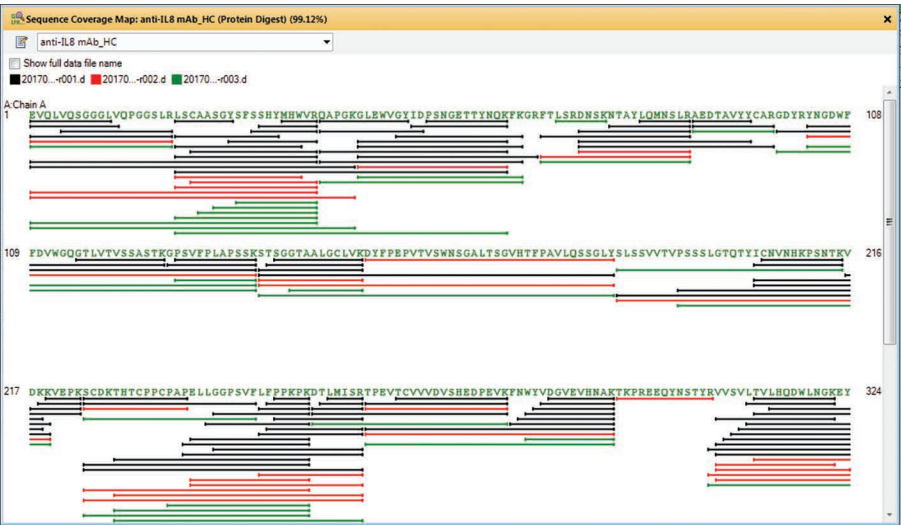 Sequence Coverage Map: anti-IL8 mAb_HC (Protein Digest) (99.12%)
anti-IL8 mAb_HC
Show full data file name
20170...-r001.d 20170...-r002.d 20170...-r003.d
A:Chain A
1 EVQLVQSGGGLVQPGGSLRLSCAASGYSFSSHYMHWVRQAPGKGLEWVGYIDPSNGETTYNQKFKGRFTLSRDNSKNTAYLQMNSLRAEDTAVYYCARGDYRYNGDWF 108
109 FDVWGQGTLVTVSSASTKGPSVFPLAPSSKSTSGGTAALGCLVKDYFPEPVTVSWNSGALTSGVHTFPAVLQSSGLYSLSSVVTVPSSSLGTQTYICNVNHKPSNTKV 216
217 DKKVEPKSCDKTHTCPPCPAPELLGGPSVFLFPPKPKDTLMISRTPEVTCVVVDVSHEDPEVKFNWYVDGVEVHNAKTKPREEQYNSTYRVVSVLTVLHQDWLNGKEY 324